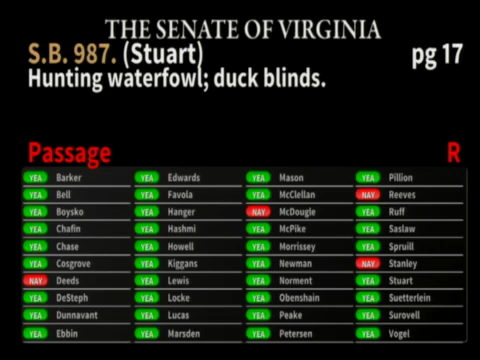 THE SENATE OF VIRGINIA
S.B. 987. (Stuart) pg 17
Hunting waterfowl; duck blinds.
Passage R
YEA Barker YEA Edwards YEA Mason YEA Pillion
YEA Bell YEA Favola YEA McClellan NAY Reeves
YEA Boysko YEA Hanger NAY McDougle YEA Ruff
YEA Chafin YEA Hashmi YEA McPike YEA Saslaw
YEA Chase YEA Howell YEA Morrissey YEA Spruill
YEA Cosgrove YEA Kiggans YEA Newman NAY Stanley
NAY Deeds YEA Lewis YEA Norment YEA Stuart
YEA DeSteph YEA Locke YEA Obenshain YEA Suetterlein
YEA Dunnavant YEA Lucas YEA Peake YEA Surovell
YEA Ebbin YEA Marsden YEA Petersen YEA Vogel